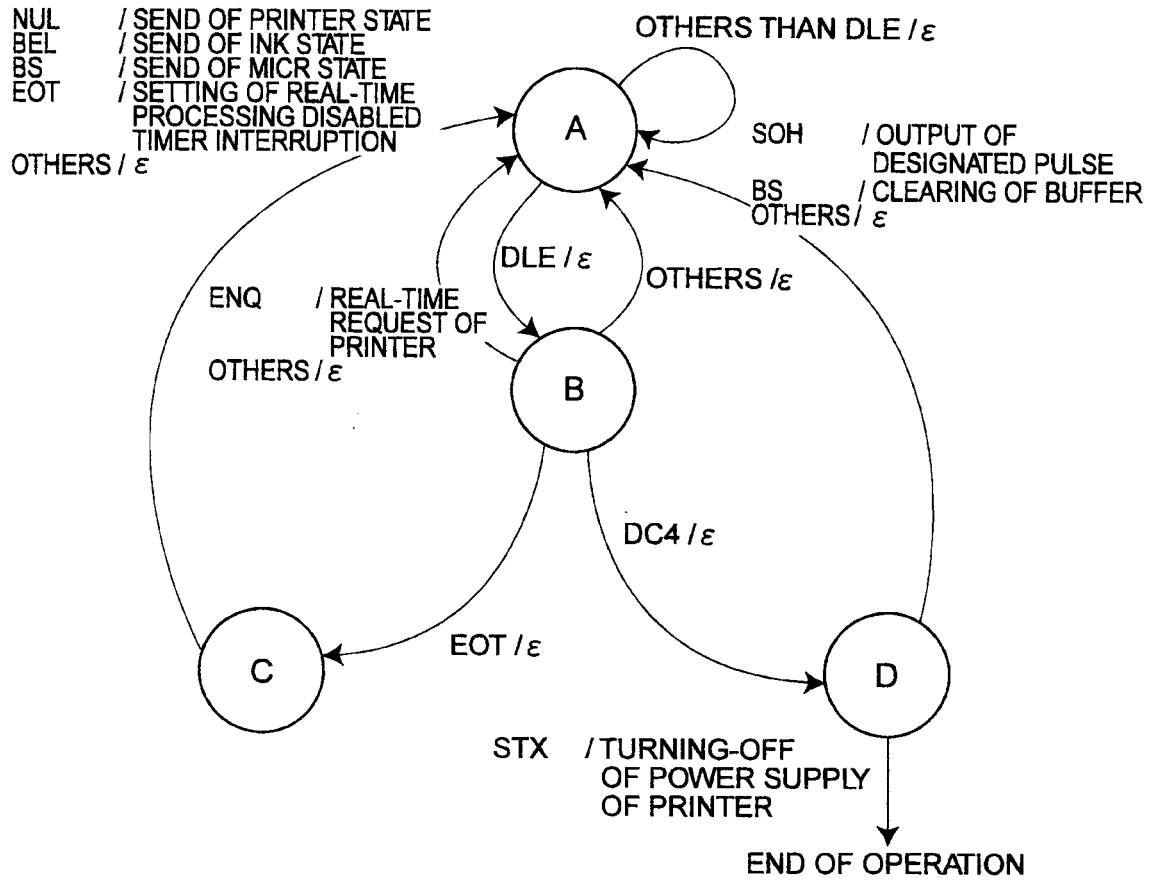 NUL / SEND OF PRINTER STATE
BEL / SEND OF INK STATE
BS / SEND OF MICR STATE
EOT / SETTING OF REAL-TIME
PROCESSING DISABLED
TIMER INTERRUPTION
OTHERS / ε
OTHERS THAN DLE / ε
A
SOH / OUTPUT OF
DESIGNATED PULSE
BS / CLEARING OF BUFFER
OTHERS / ε
DLE / ε
OTHERS / ε
ENQ / REAL-TIME
REQUEST OF
PRINTER
OTHERS / ε
B
DC4 / ε
EOT / ε
C
D
STX / TURNING-OFF
OF POWER SUPPLY
OF PRINTER
END OF OPERATION